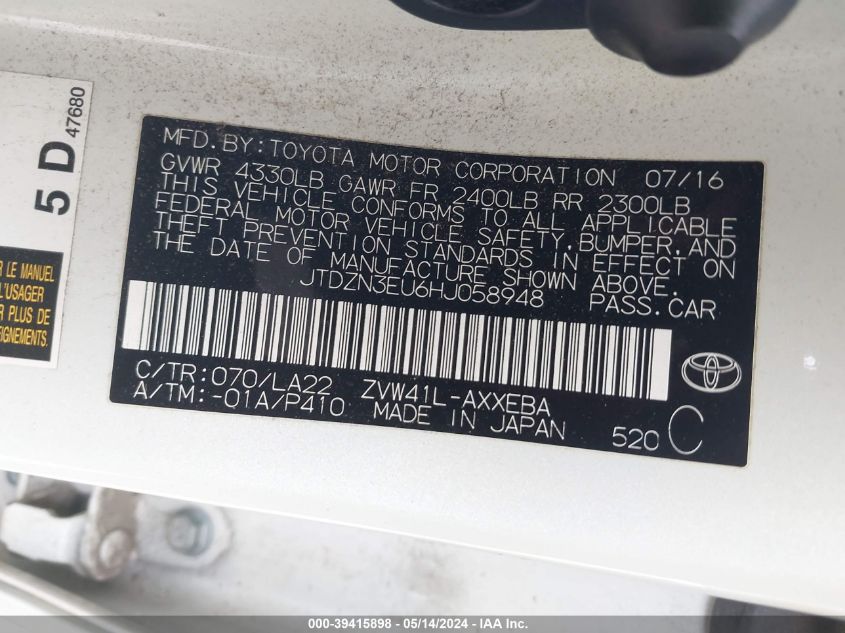 5 D 47680
R LE MANUEL
L'USAGER
R PLUS DE
EIGNEMENTS.
MFD.BY:TOYOTA MOTOR CORPORATION 07/16
GVWR 4330LB GAWR FR 2400LB RR 2300LB
THIS VEHICLE CONFORMS TO ALL APPLICABLE
FEDERAL MOTOR VEHICLE SAFETY,BUMPER,AND
THEFT PREVENTION STANDARDS IN EFFECT ON
THE DATE OF MANUFACTURE SHOWN ABOVE.
JTDZN3EU6HJ058948 PASS.CAR
C/TR:070/LA22 ZVW41L-AXXEBA
A/TM:-01A/P410 MADE IN JAPAN
520 C
000-39415898 - 05/14/2024 - IAA Inc.